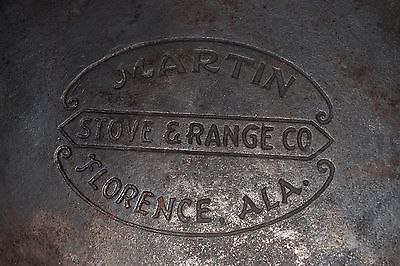 MARTIN
STOVE & RANGE CO
FLORENCE, ALA.